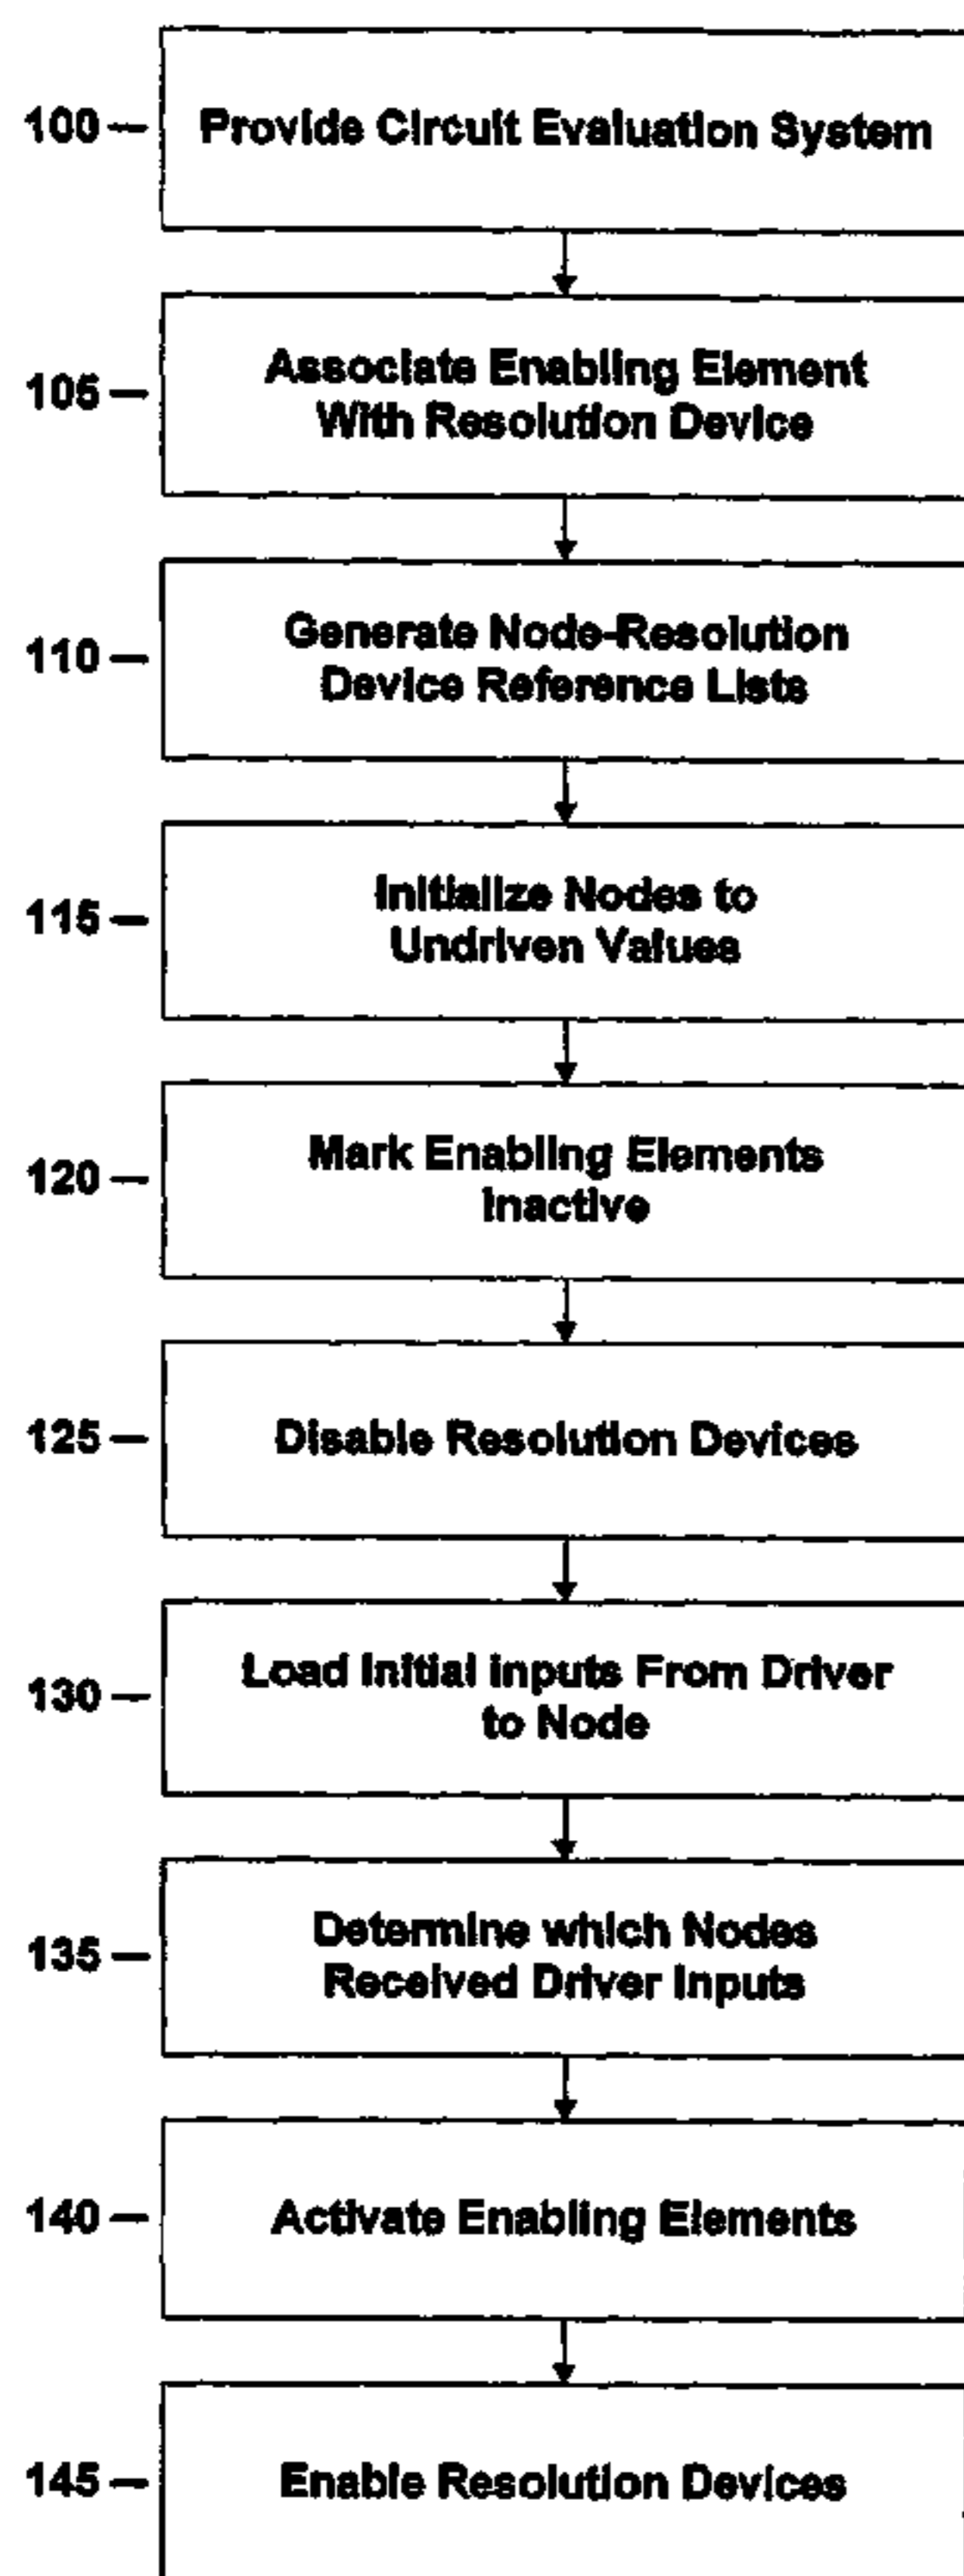 100
Provide Circuit Evaluation System
105
Associate Enabling Element
With Resolution Device
110
Generate Node-Resolution
Device Reference Lists
115
Initialize Nodes to
Undriven Values
120
Mark Enabling Elements
Inactive
125
Disable Resolution Devices
130
Load Initial Inputs From Driver
to Node
135
Determine which Nodes
Received Driver Inputs
140
Activate Enabling Elements
145
Enable Resolution Devices